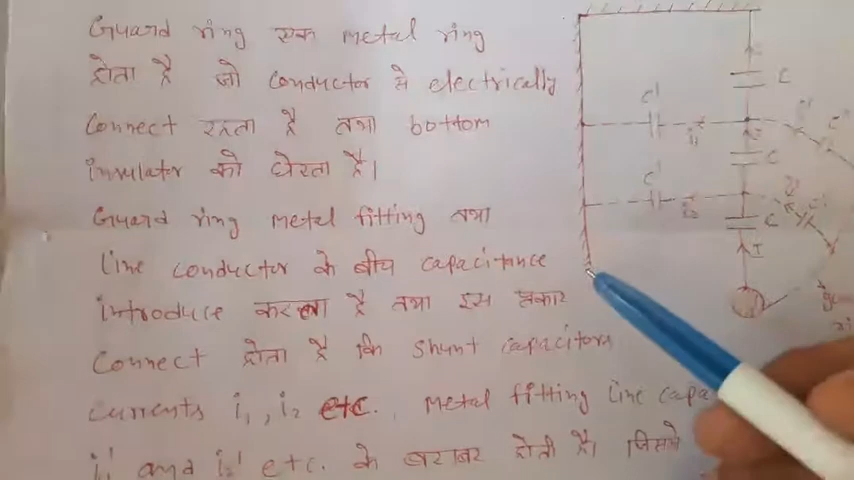 Guard ring एक metal ring
होता है जो conductor से electrically
connect रहता है तथा bottom
insulator को घेरता है।
Guard ring metal fitting तथा
line conductor के बीच capacitance
introduce करता है तथा इस प्रकार
connect होता है कि shunt capacitors
currents i₁, i₂ etc. metal fitting line capa
i₁' and i₂' etc. के बराबर होती है। जिससे
C
C'
i₁
C
C'
i₂
C
I